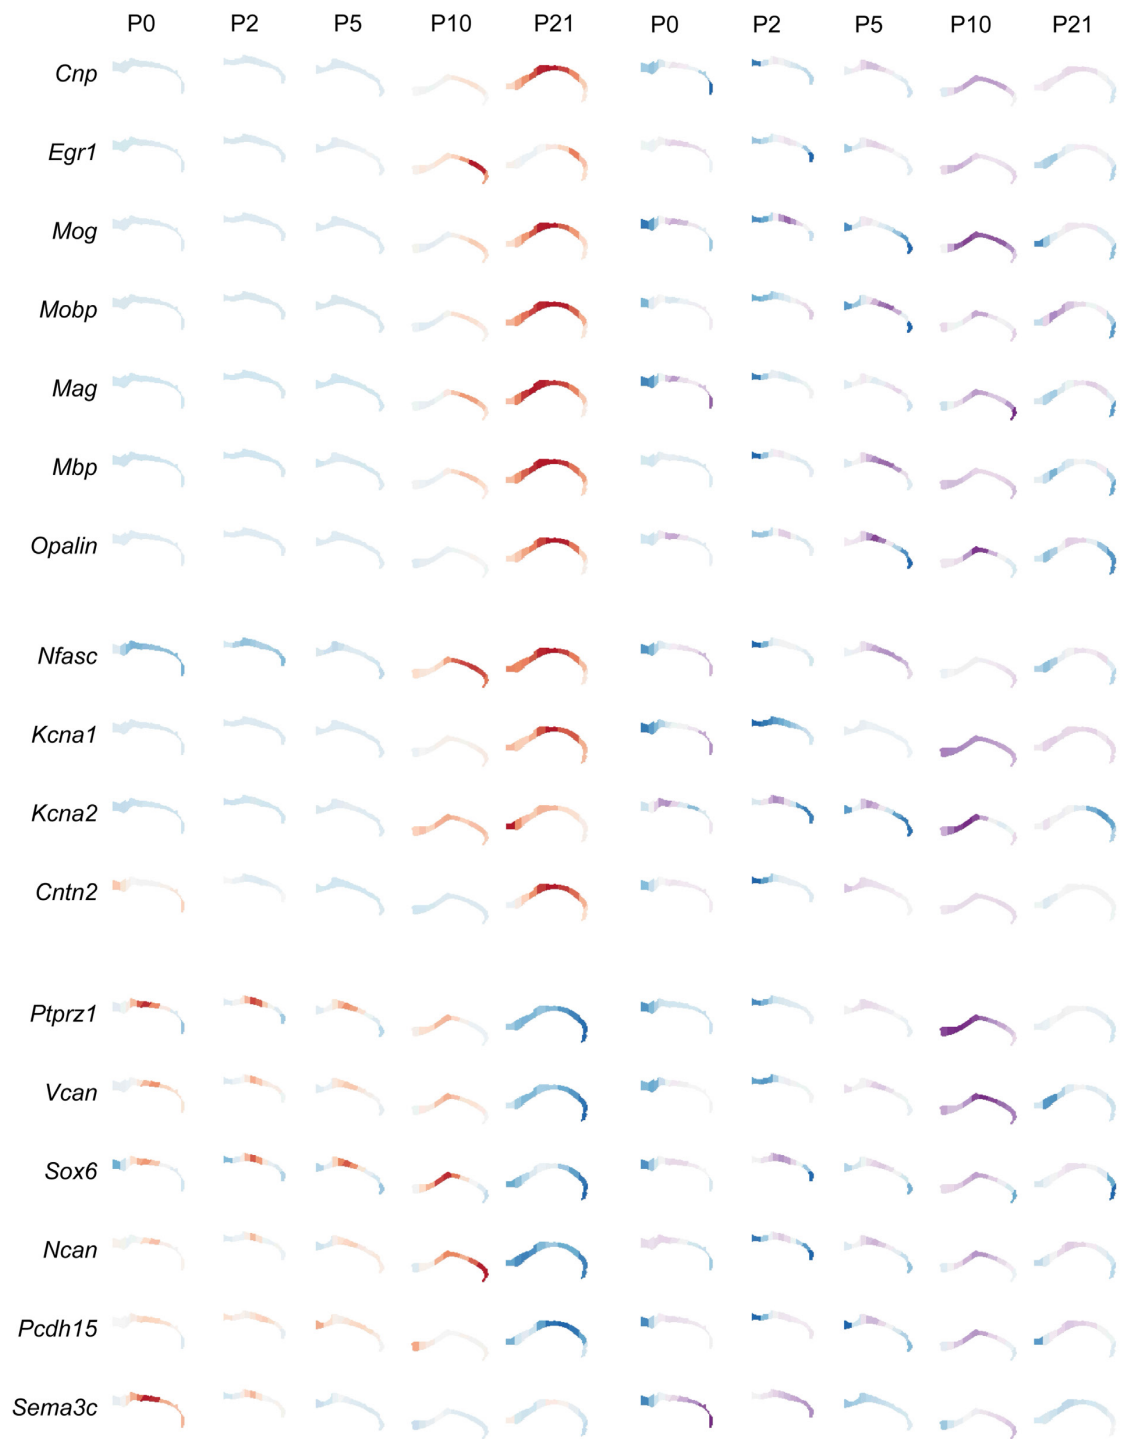 P0 P2 P5 P10 P21 P0 P2 P5 P10 P21
Cnp
Egr1
Mog
Mobp
Mag
Mbp
Opalin
Nfasc
Kcna1
Kcna2
Cntn2
Ptprz1
Vcan
Sox6
Ncan
Pcdh15
Sema3c